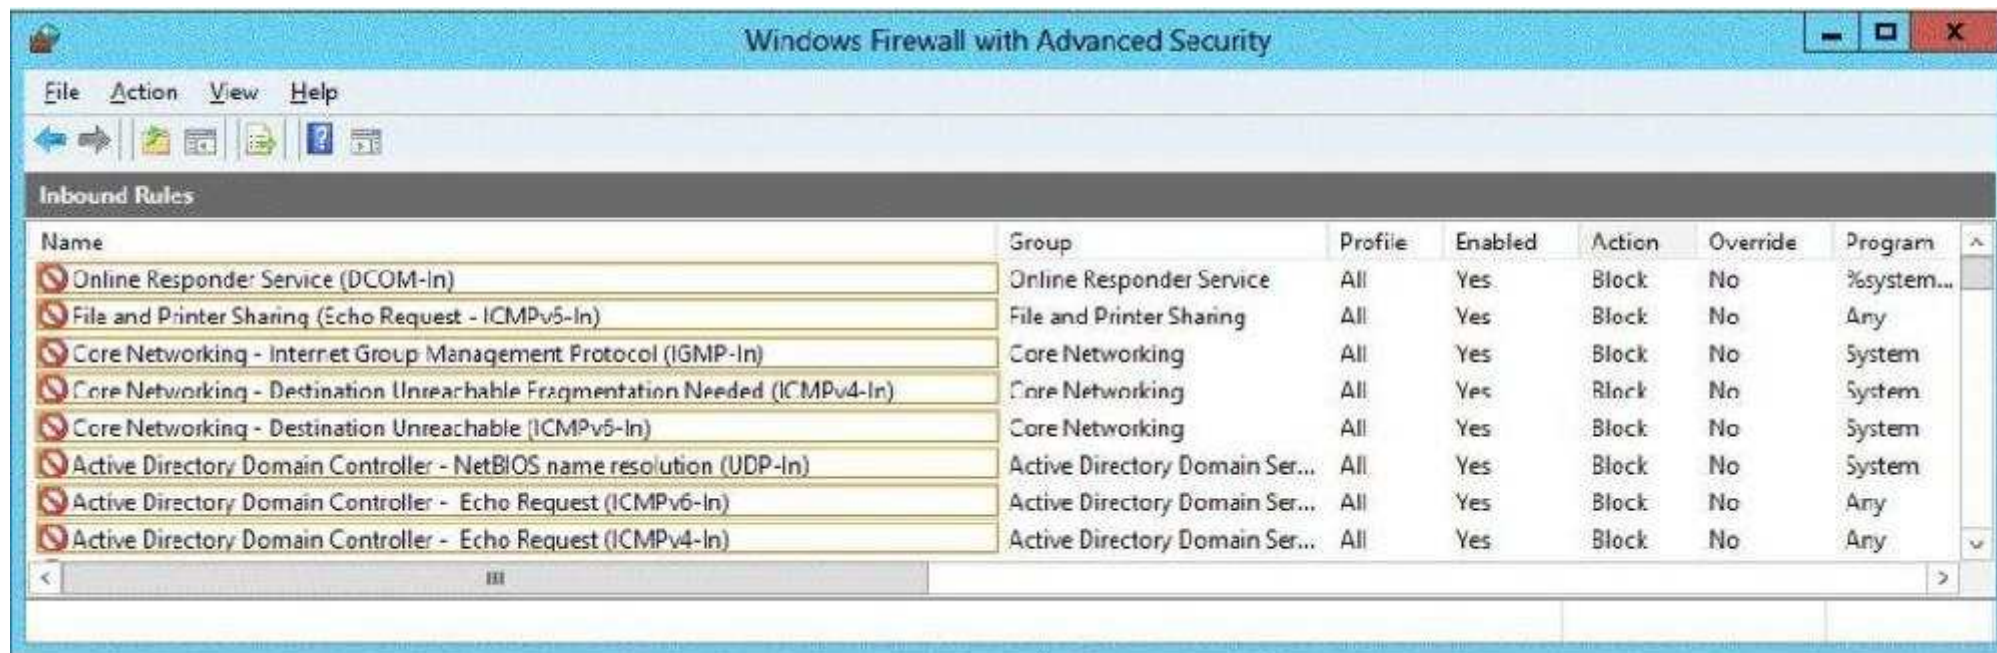 Windows Firewall with Advanced Security
File Action View Help
Inbound Rules
Name Group Profile Enabled Action Override Program
Online Responder Service (DCOM-In) Online Responder Service All Yes Block No %system...
File and Printer Sharing (Echo Request - ICMPv6-In) File and Printer Sharing All Yes Block No Any
Core Networking - Internet Group Management Protocol (IGMP-In) Core Networking All Yes Block No System
Core Networking - Destination Unreachable Fragmentation Needed (ICMPv4-In) Core Networking All Yes Block No System
Core Networking - Destination Unreachable (ICMPv6-In) Core Networking All Yes Block No System
Active Directory Domain Controller - NetBIOS name resolution (UDP-In) Active Directory Domain Ser... All Yes Block No System
Active Directory Domain Controller - Echo Request (ICMPv6-In) Active Directory Domain Ser... All Yes Block No Any
Active Directory Domain Controller - Echo Request (ICMPv4-In) Active Directory Domain Ser... All Yes Block No Any